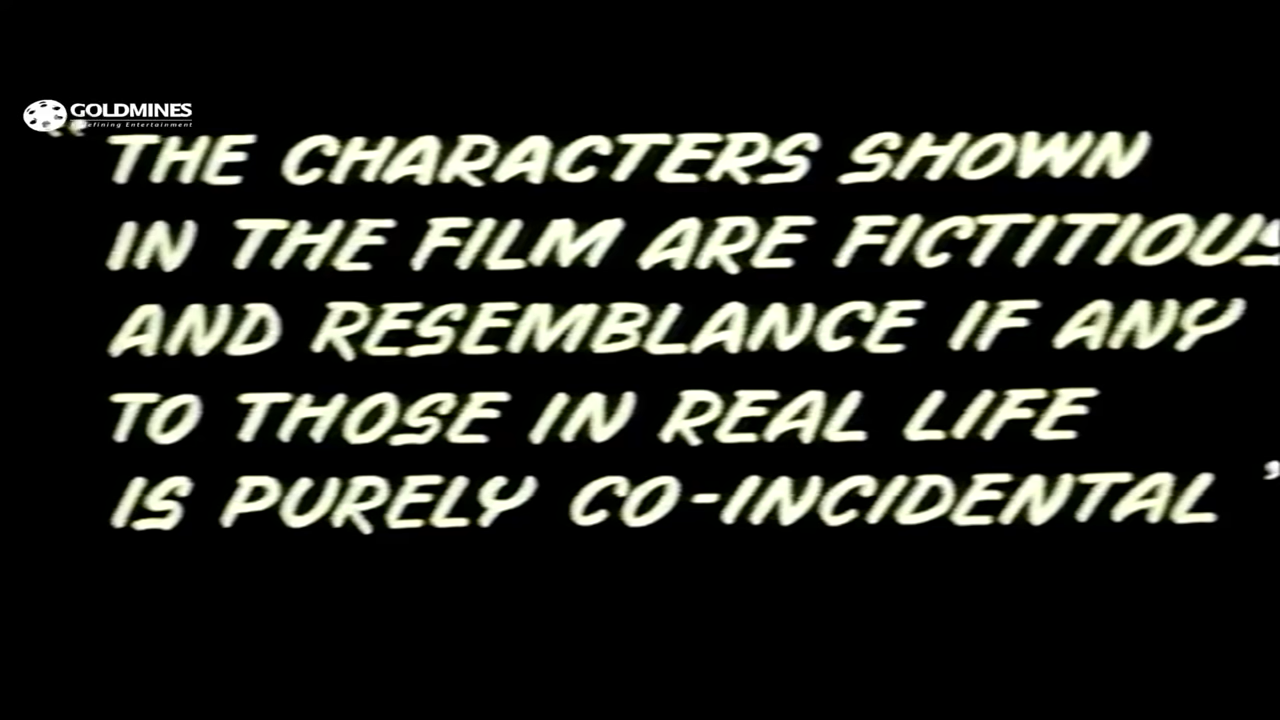 GOLDMINES
Redefining Entertainment
" THE CHARACTERS SHOWN
IN THE FILM ARE FICTITIOUS
AND RESEMBLANCE IF ANY
TO THOSE IN REAL LIFE
IS PURELY CO-INCIDENTAL "